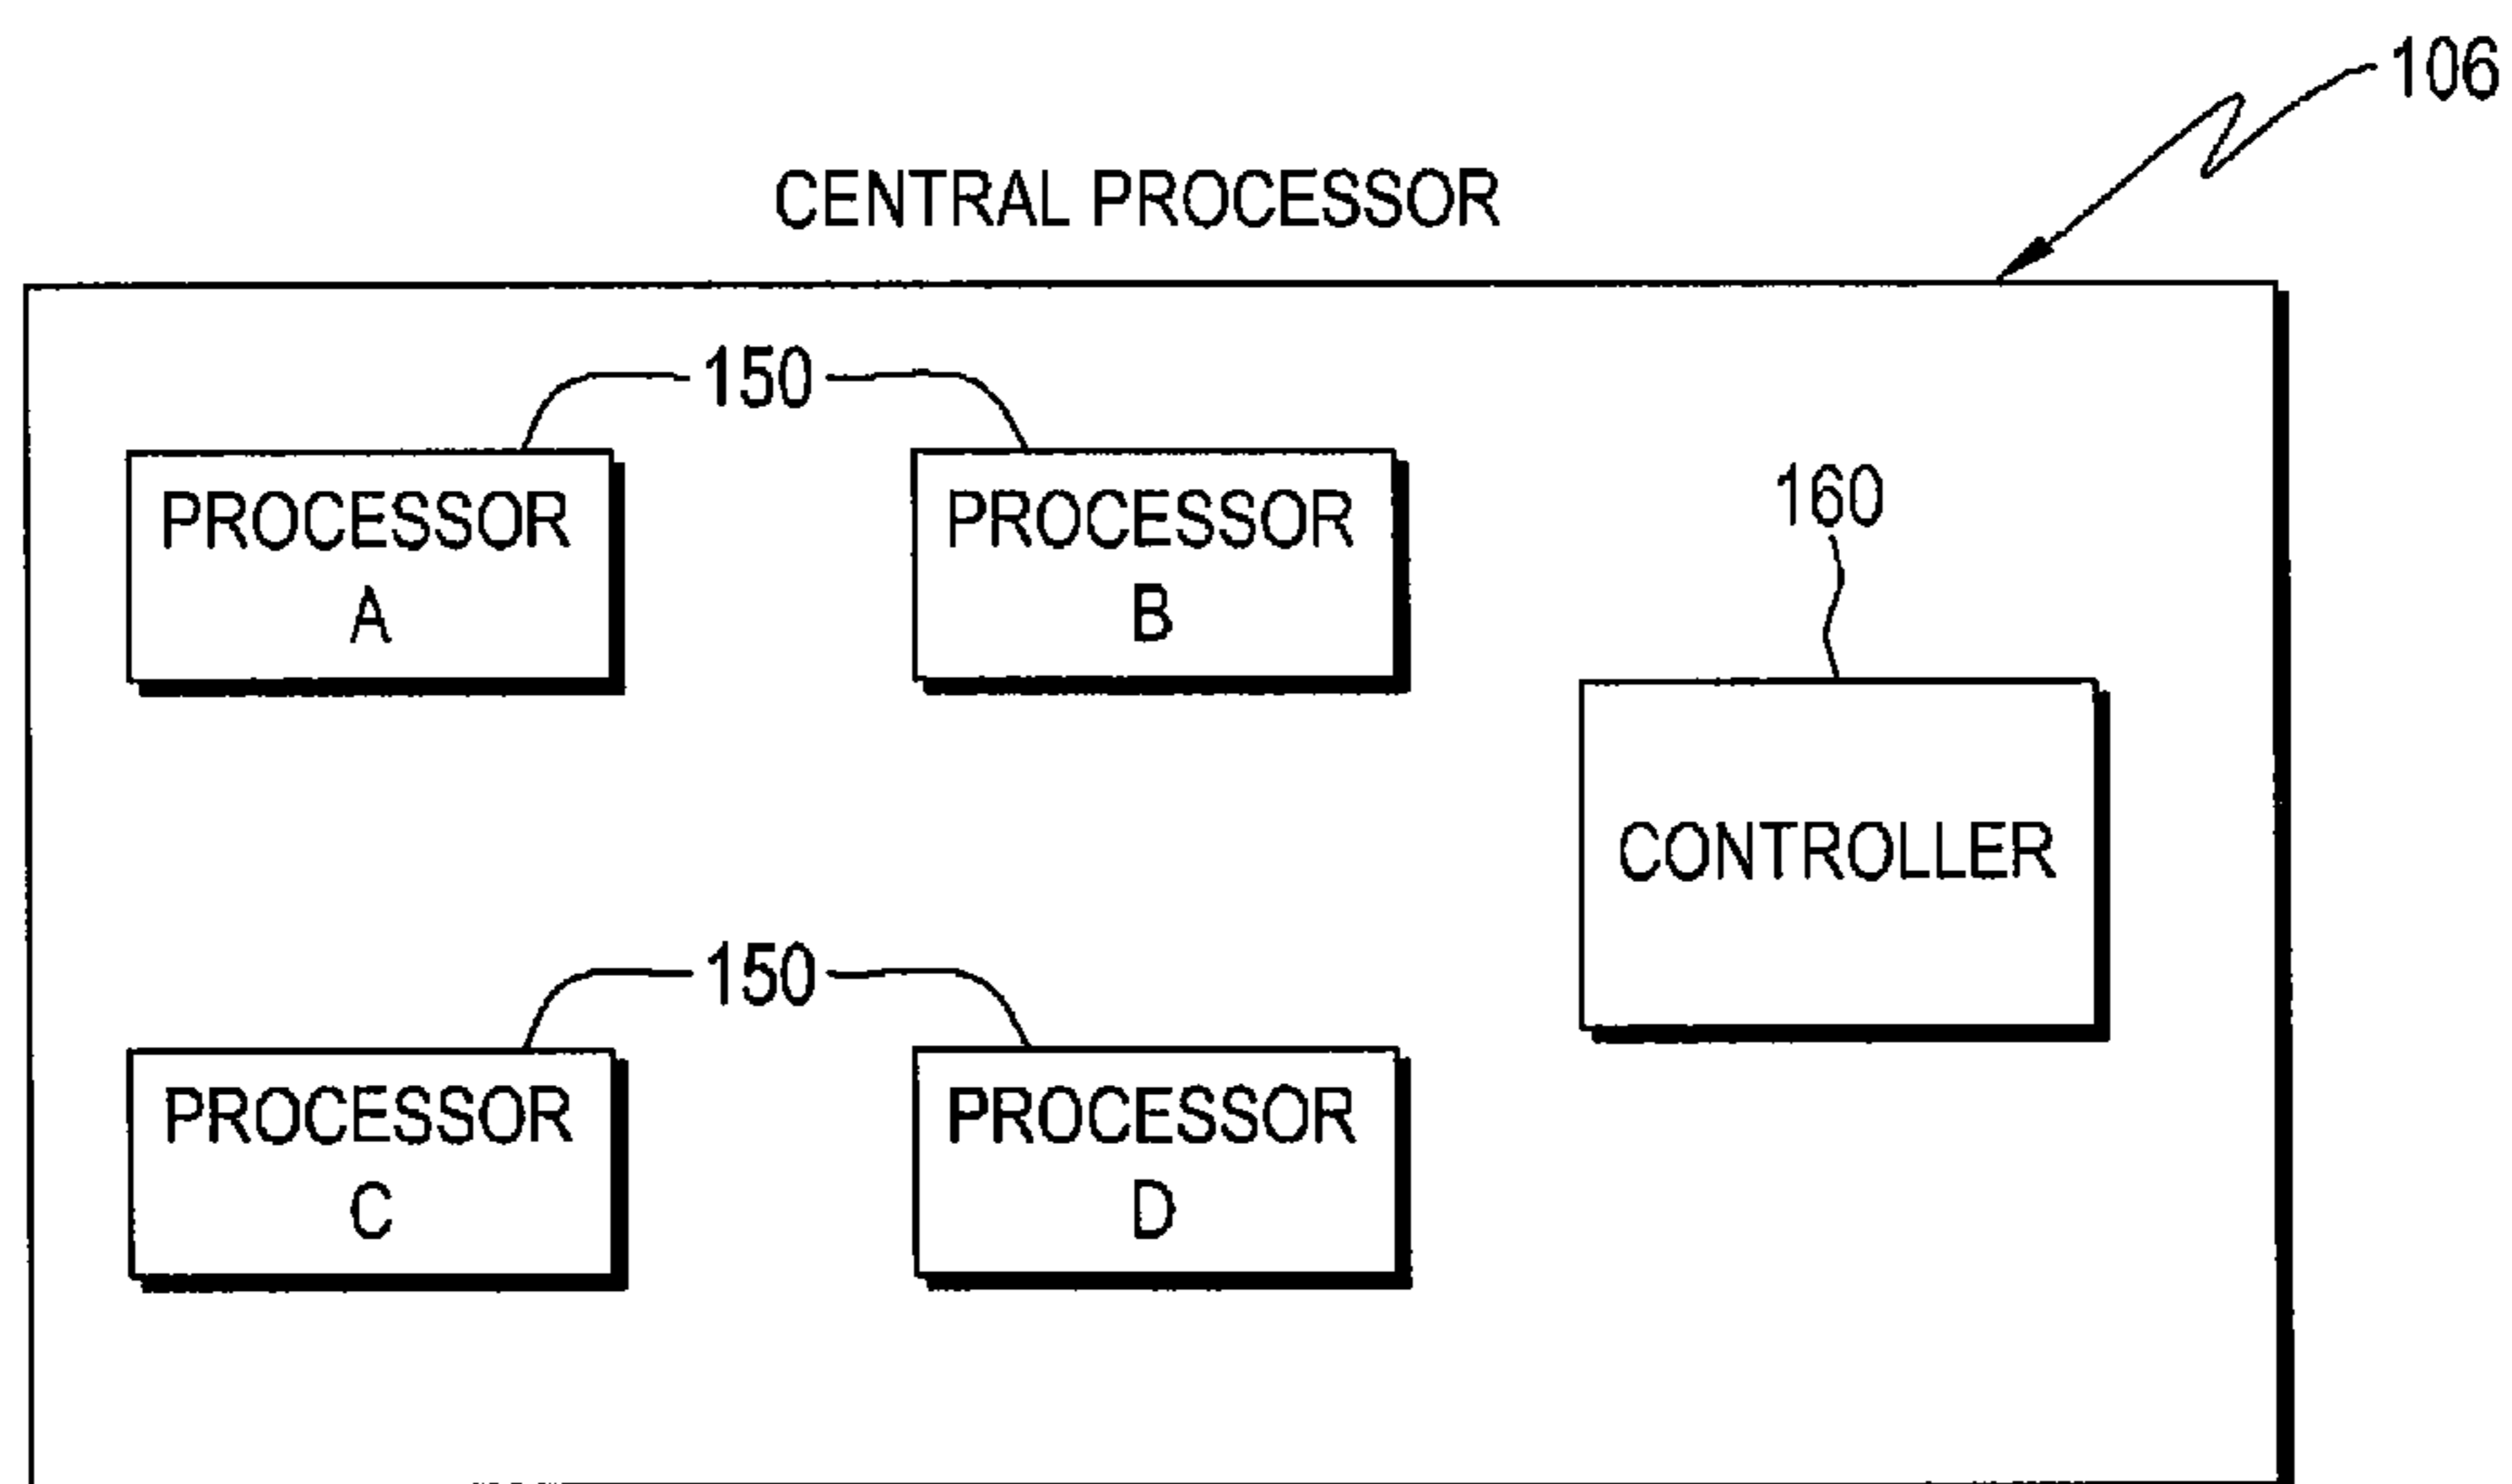 106
CENTRAL PROCESSOR
150
PROCESSOR
A
PROCESSOR
B
160
CONTROLLER
150
PROCESSOR
C
PROCESSOR
D